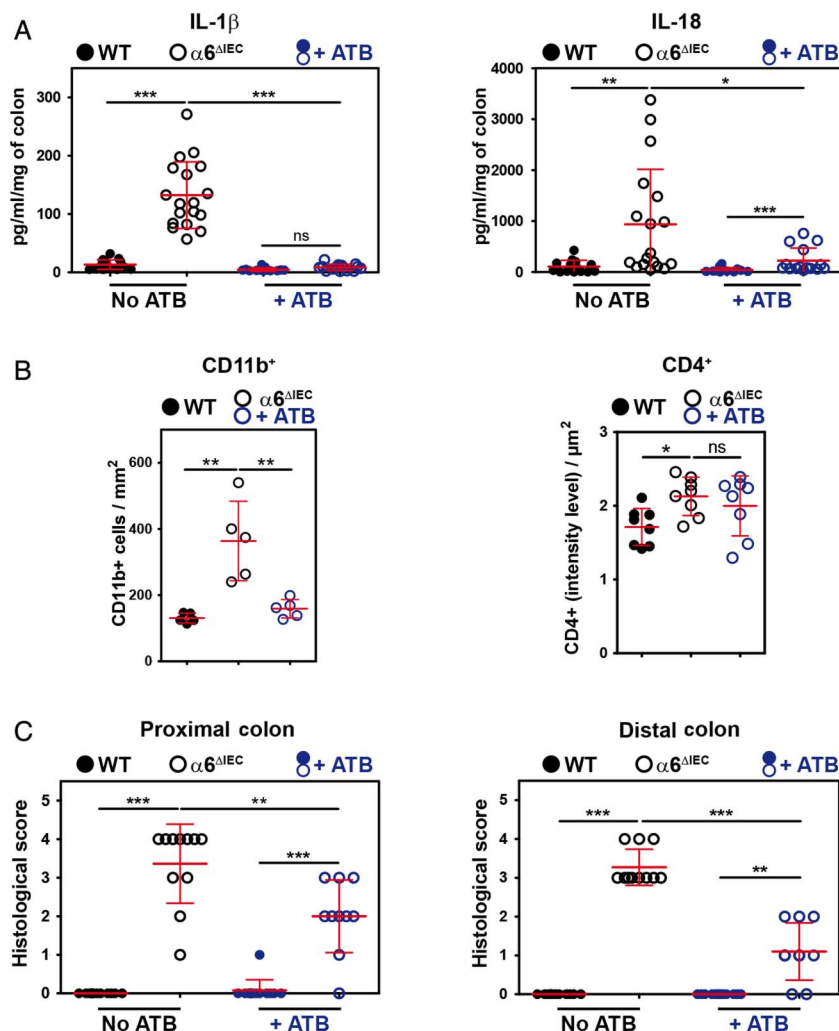 A
IL-1β
WT α6ΔIEC + ATB
pg/ml/mg of colon
300
200
100
0
*** ***
ns
No ATB + ATB
IL-18
WT α6ΔIEC + ATB
pg/ml/mg of colon
4000
3000
2000
1000
0
** *
***
No ATB + ATB
B
CD11b+
WT α6ΔIEC
+ ATB
CD11b+ cells / mm²
600
400
200
0
** **
CD4+
WT α6ΔIEC
+ ATB
CD4+ (intensity level) / µm²
3
2
1
0
* ns
C
Proximal colon
WT α6ΔIEC + ATB
Histological score
5
4
3
2
1
0
*** **
***
No ATB + ATB
Distal colon
WT α6ΔIEC + ATB
Histological score
5
4
3
2
1
0
*** ***
**
No ATB + ATB